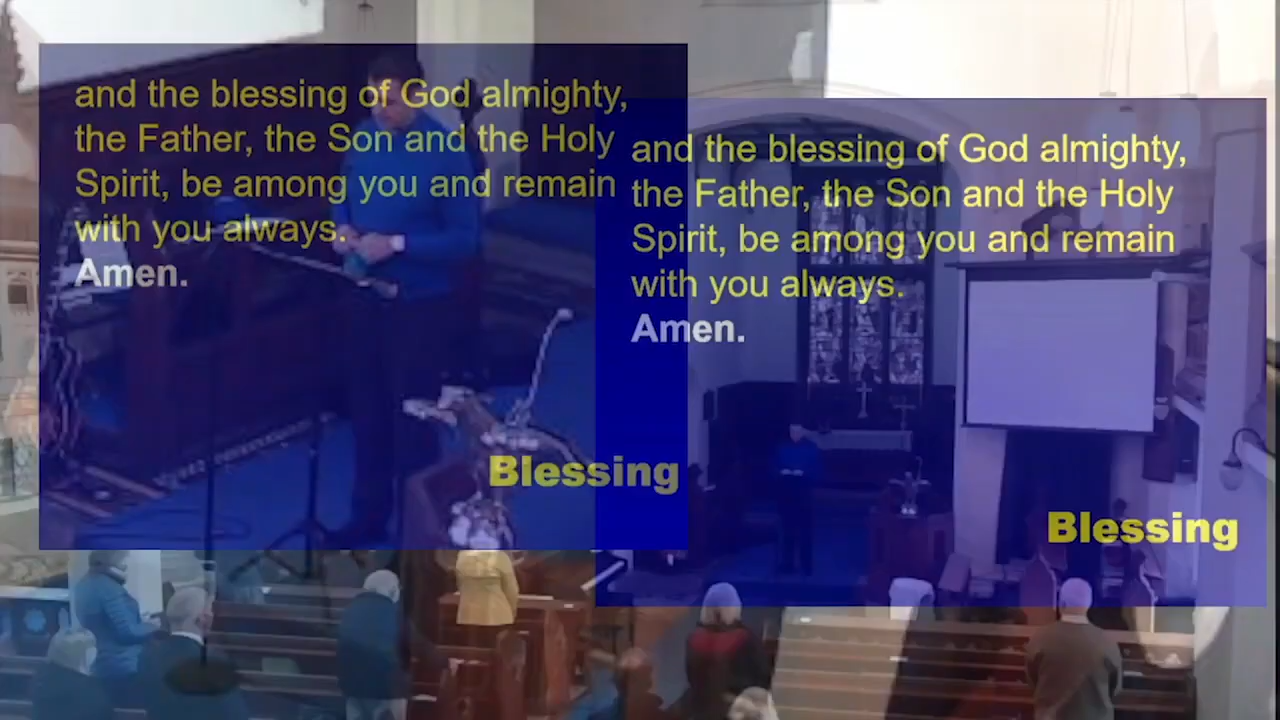 and the blessing of God almighty,
the Father, the Son and the Holy
Spirit, be among you and remain
with you always.
Amen.
Blessing
and the blessing of God almighty,
the Father, the Son and the Holy
Spirit, be among you and remain
with you always.
Amen.
Blessing